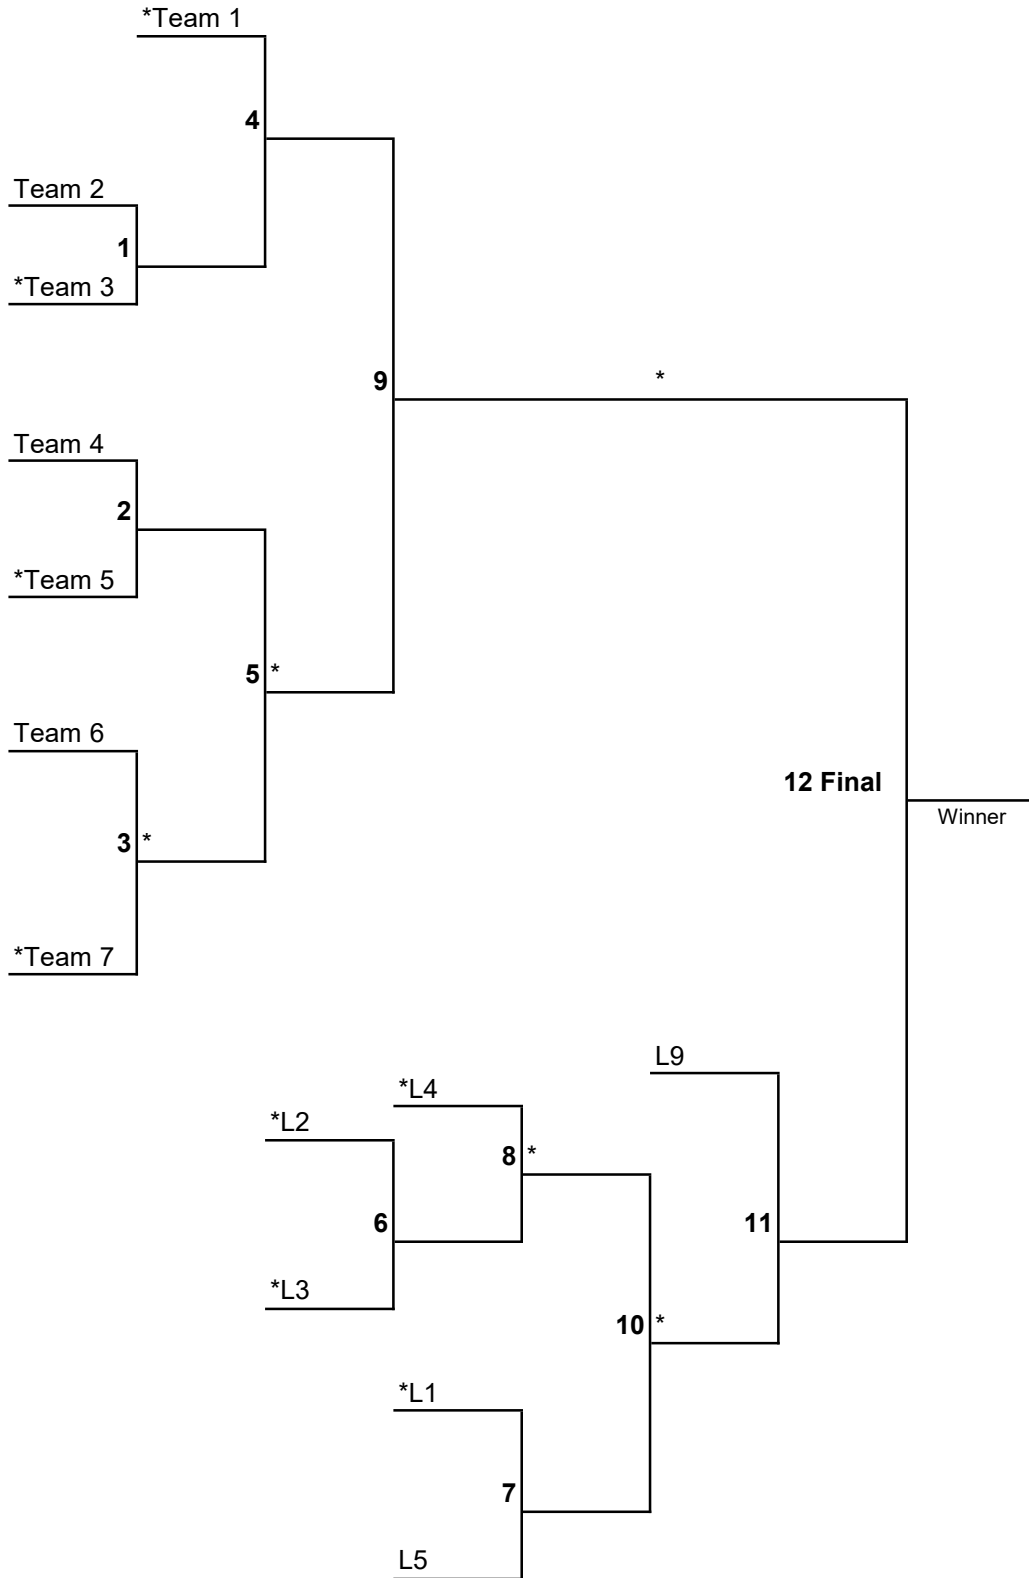 *Team 1
4
Team 2
1
*Team 3
9
*
Team 4
2
*Team 5
5 *
Team 6
12 Final
Winner
3 *
*Team 7
L9
*L4
*L2
8 *
6
11
*L3
10 *
*L1
7
L5